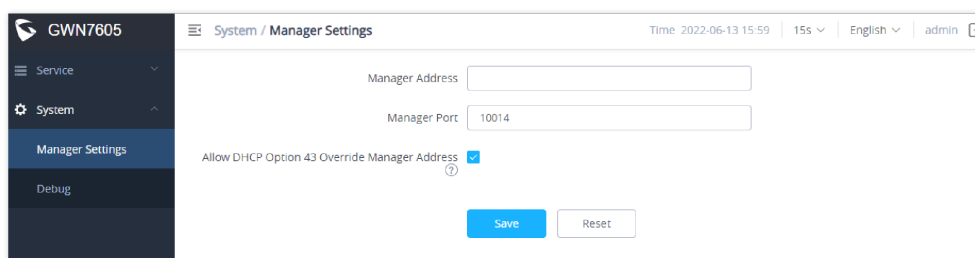 GWN7605
System / Manager Settings
Time 2022-06-13 15:59
15s
English
admin
Service
System
Manager Settings
Debug
Manager Address
Manager Port 10014
Allow DHCP Option 43 Override Manager Address
?
Save
Reset